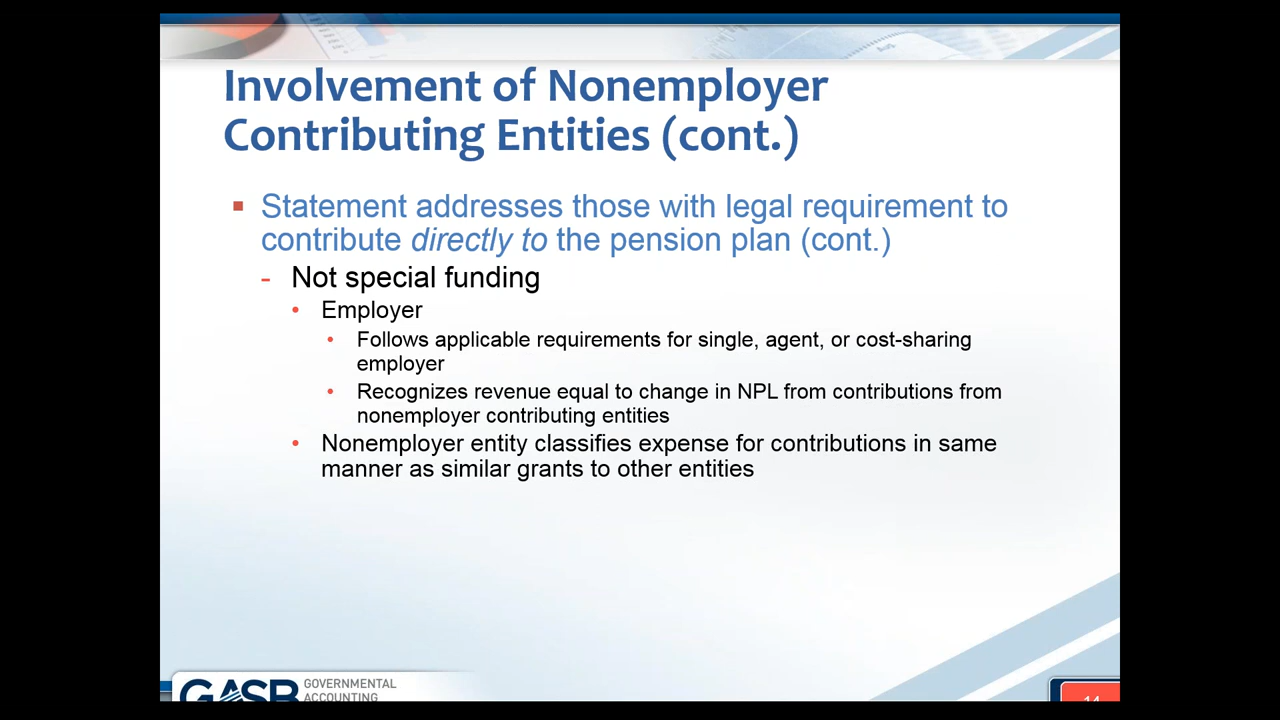 Involvement of Nonemployer
Contributing Entities (cont.)
Statement addresses those with legal requirement to
contribute directly to the pension plan (cont.)
- Not special funding
• Employer
• Follows applicable requirements for single, agent, or cost-sharing
employer
• Recognizes revenue equal to change in NPL from contributions from
nonemployer contributing entities
• Nonemployer entity classifies expense for contributions in same
manner as similar grants to other entities
GASB
GOVERNMENTAL
ACCOUNTING
14